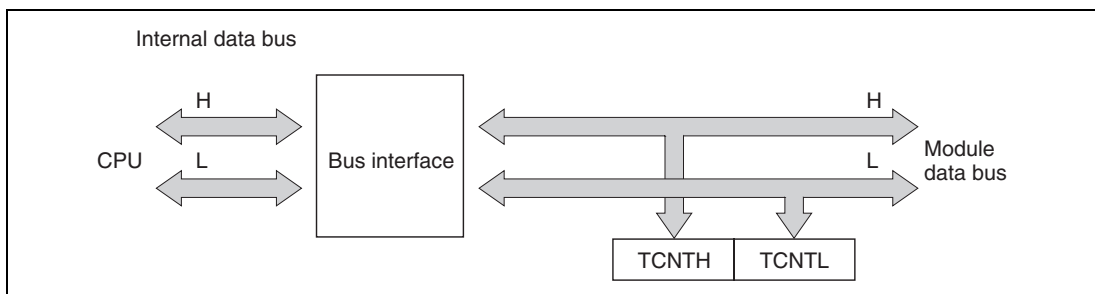 Internal data bus
H
H
CPU
L
Bus interface
L
Module
data bus
TCNTH
TCNTL